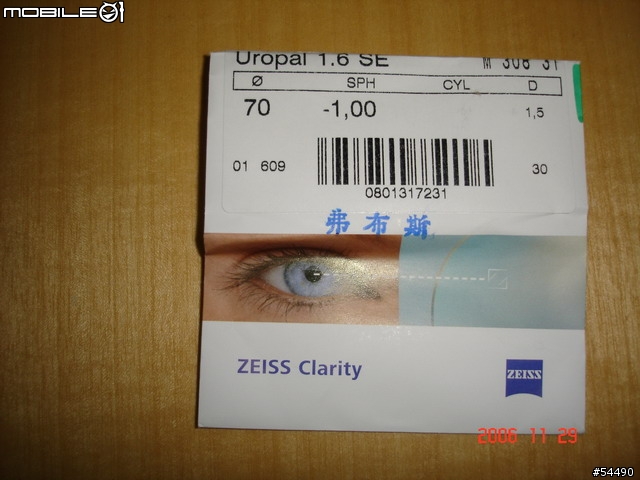 MOBILE01
Uropal 1.6 SE
Ø SPH CYL D
70 -1,00 1,5
01 609 30
0801317231
弗布斯
ZEISS Clarity
ZEISS
2006 11 29
#54490